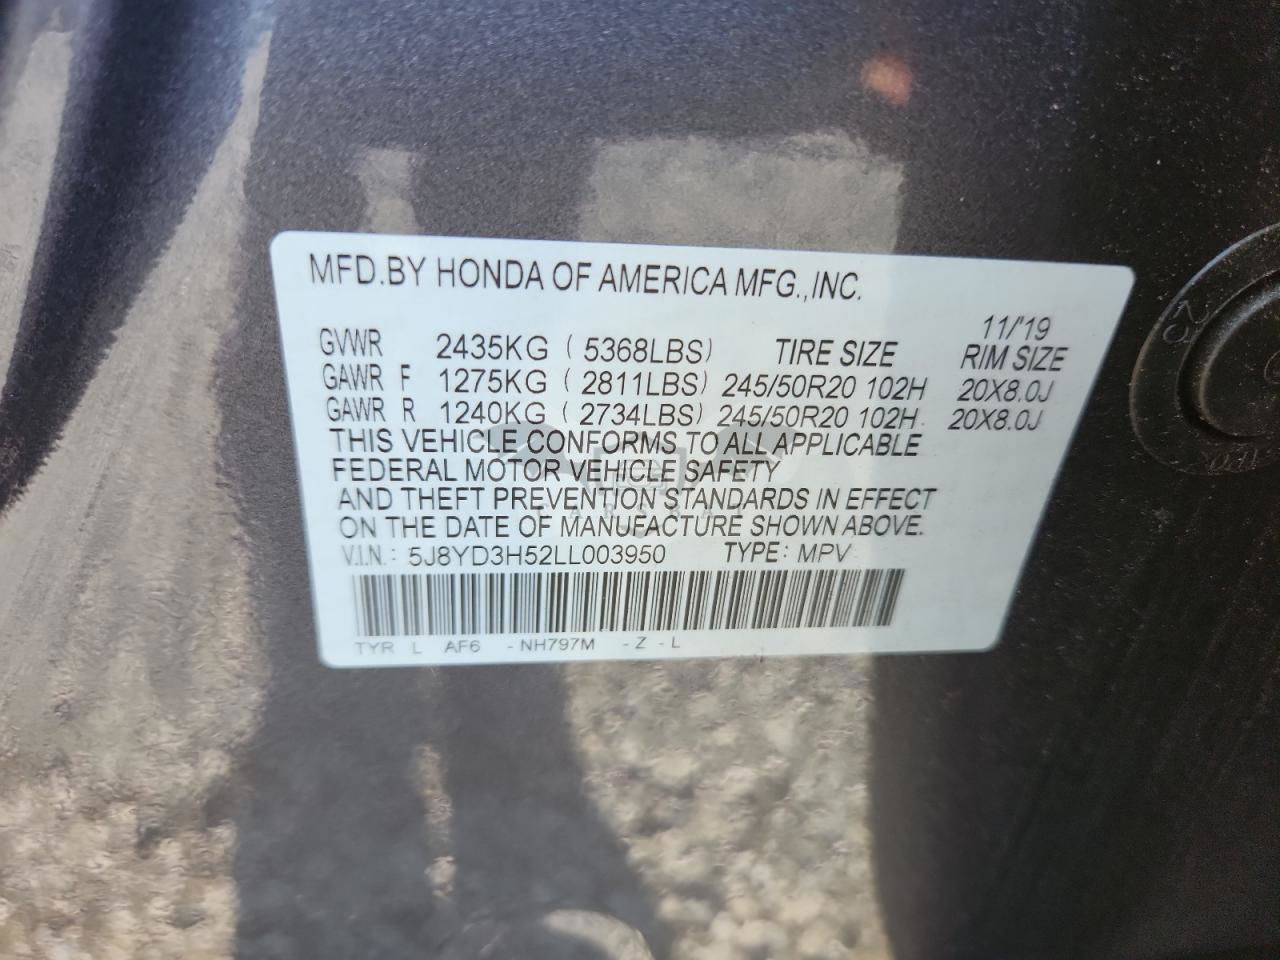 MFD.BY HONDA OF AMERICA MFG.,INC.
11/'19
GVWR 2435KG ( 5368LBS) TIRE SIZE RIM SIZE
GAWR F 1275KG ( 2811LBS) 245/50R20 102H 20X8.0J
GAWR R 1240KG ( 2734LBS) 245/50R20 102H 20X8.0J
THIS VEHICLE CONFORMS TO ALL APPLICABLE
FEDERAL MOTOR VEHICLE SAFETY
AND THEFT PREVENTION STANDARDS IN EFFECT
ON THE DATE OF MANUFACTURE SHOWN ABOVE.
V.I.N.: 5J8YD3H52LL003950 TYPE: MPV
TYR L AF6 -NH797M -Z -L